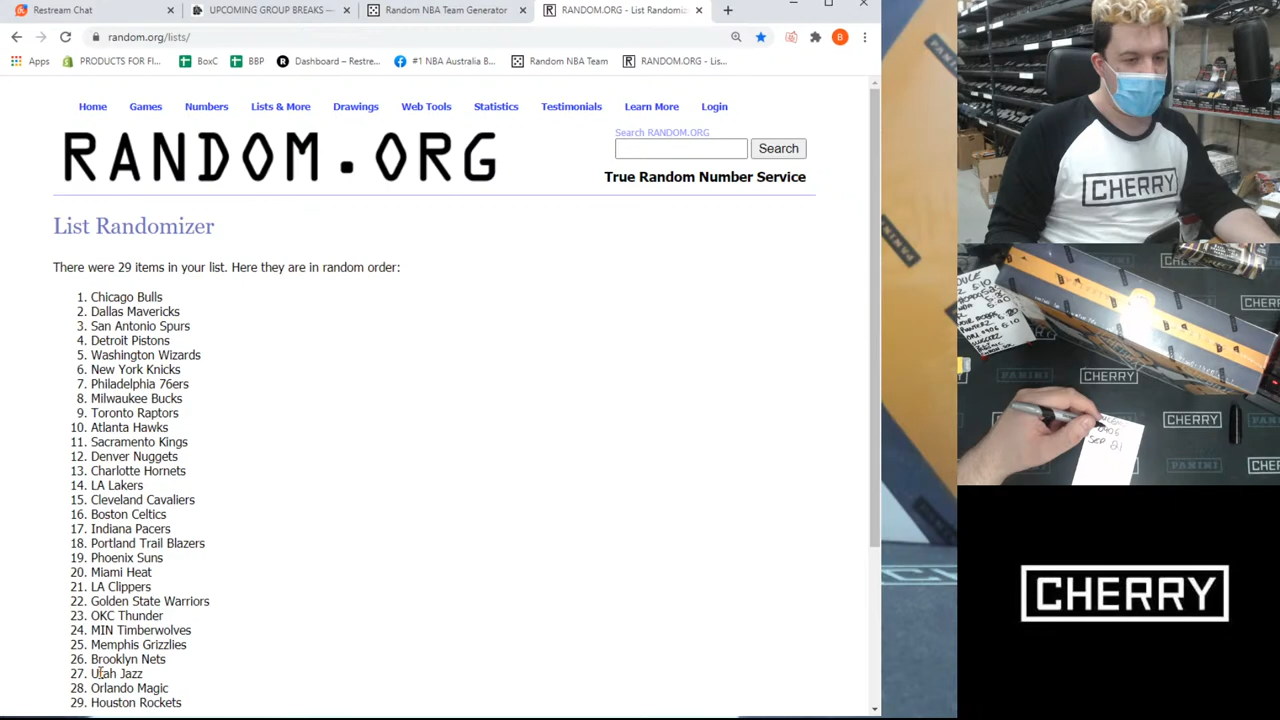 Restream Chat
UPCOMING GROUP BREAKS —
Random NBA Team Generator
RANDOM.ORG - List Randomiz
random.org/lists/
Apps
PRODUCTS FOR FI...
BoxC
BBP
Dashboard – Restre...
#1 NBA Australia B...
Random NBA Team
RANDOM.ORG - Lis...
Home
Games
Numbers
Lists & More
Drawings
Web Tools
Statistics
Testimonials
Learn More
Login
Search RANDOM.ORG
Search
RANDOM.ORG
True Random Number Service
List Randomizer
There were 29 items in your list. Here they are in random order:
1. Chicago Bulls
2. Dallas Mavericks
3. San Antonio Spurs
4. Detroit Pistons
5. Washington Wizards
6. New York Knicks
7. Philadelphia 76ers
8. Milwaukee Bucks
9. Toronto Raptors
10. Atlanta Hawks
11. Sacramento Kings
12. Denver Nuggets
13. Charlotte Hornets
14. LA Lakers
15. Cleveland Cavaliers
16. Boston Celtics
17. Indiana Pacers
18. Portland Trail Blazers
19. Phoenix Suns
20. Miami Heat
21. LA Clippers
22. Golden State Warriors
23. OKC Thunder
24. MIN Timberwolves
25. Memphis Grizzlies
26. Brooklyn Nets
27. Utah Jazz
28. Orlando Magic
29. Houston Rockets
PANINI
CHERRY
PANINI
CHERRY
CHERRY
PANINI
CHERRY
SEP 21
PANINI
CHERRY